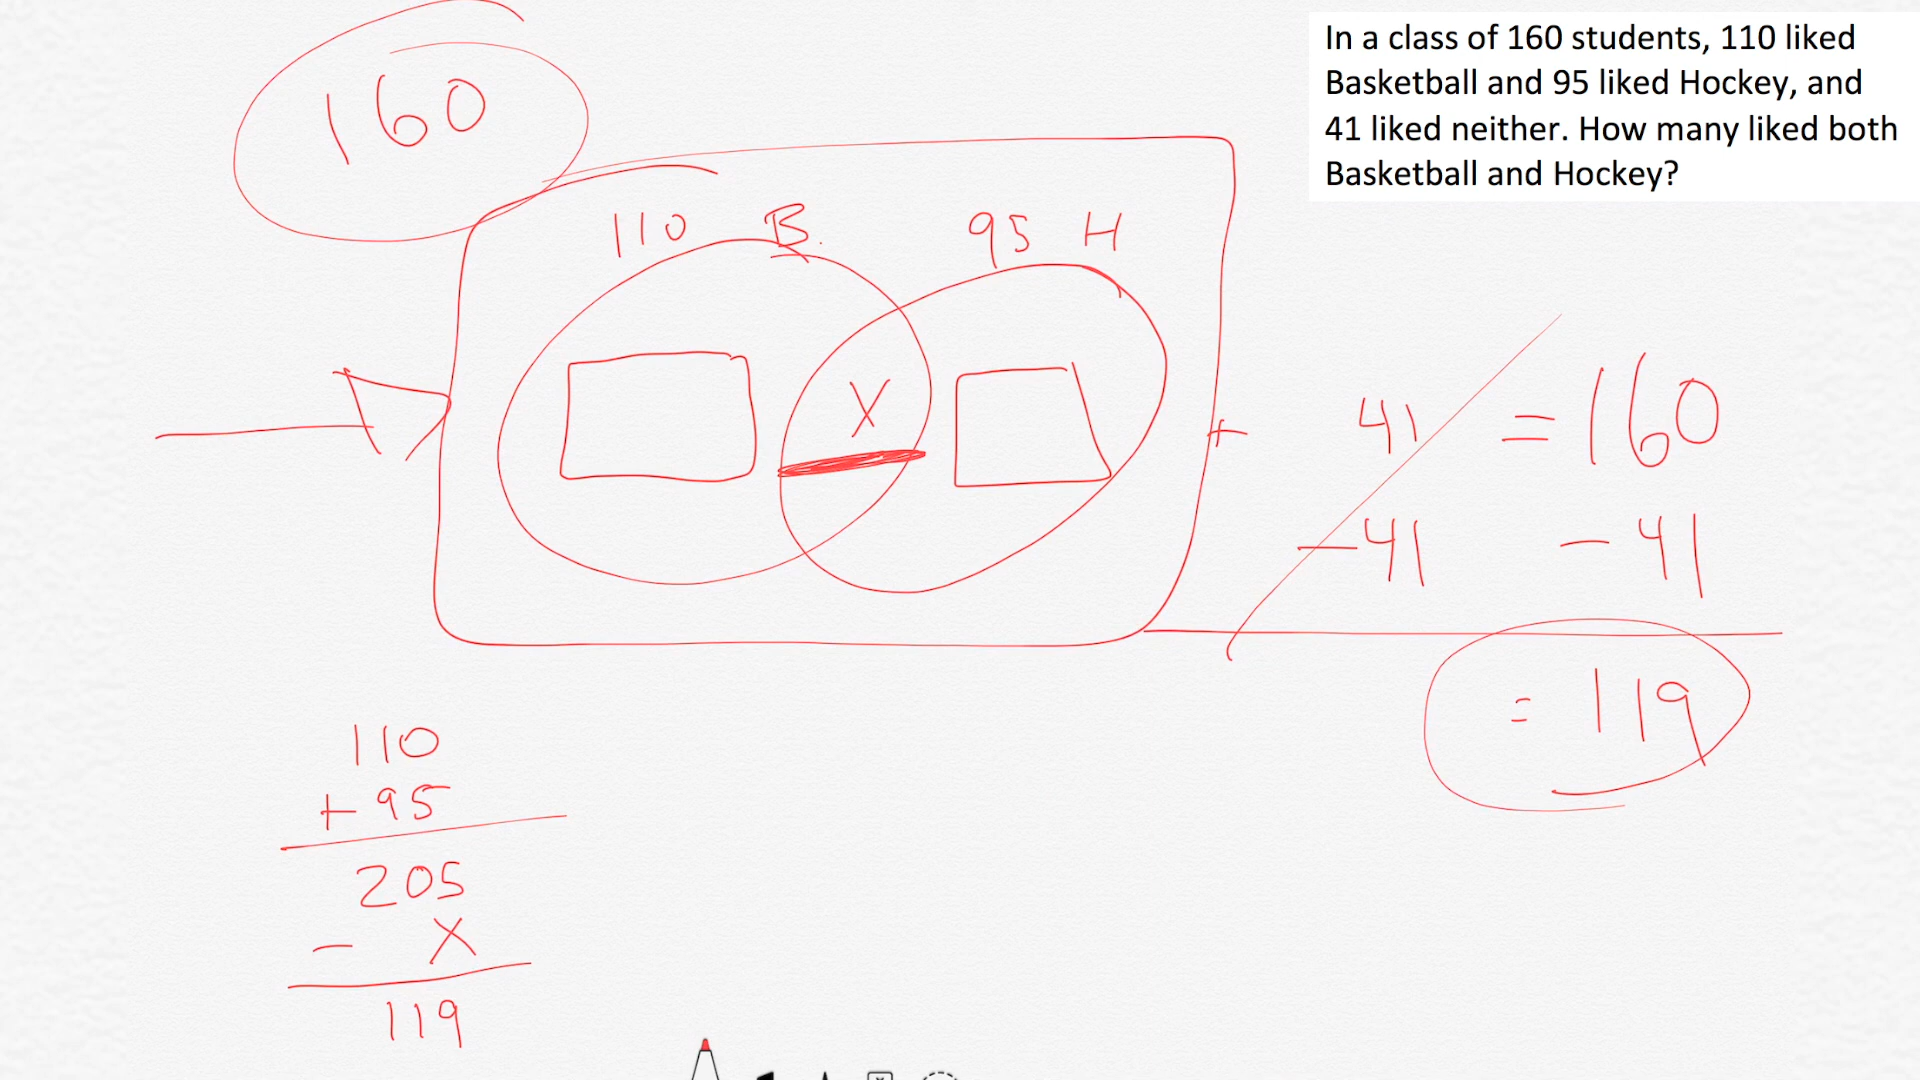 In a class of 160 students, 110 liked
Basketball and 95 liked Hockey, and
41 liked neither. How many liked both
Basketball and Hockey?
160
110 B. 95 H
X
+ 41 = 160
-41 - 41
= 119
110
+ 95
205
- X
119